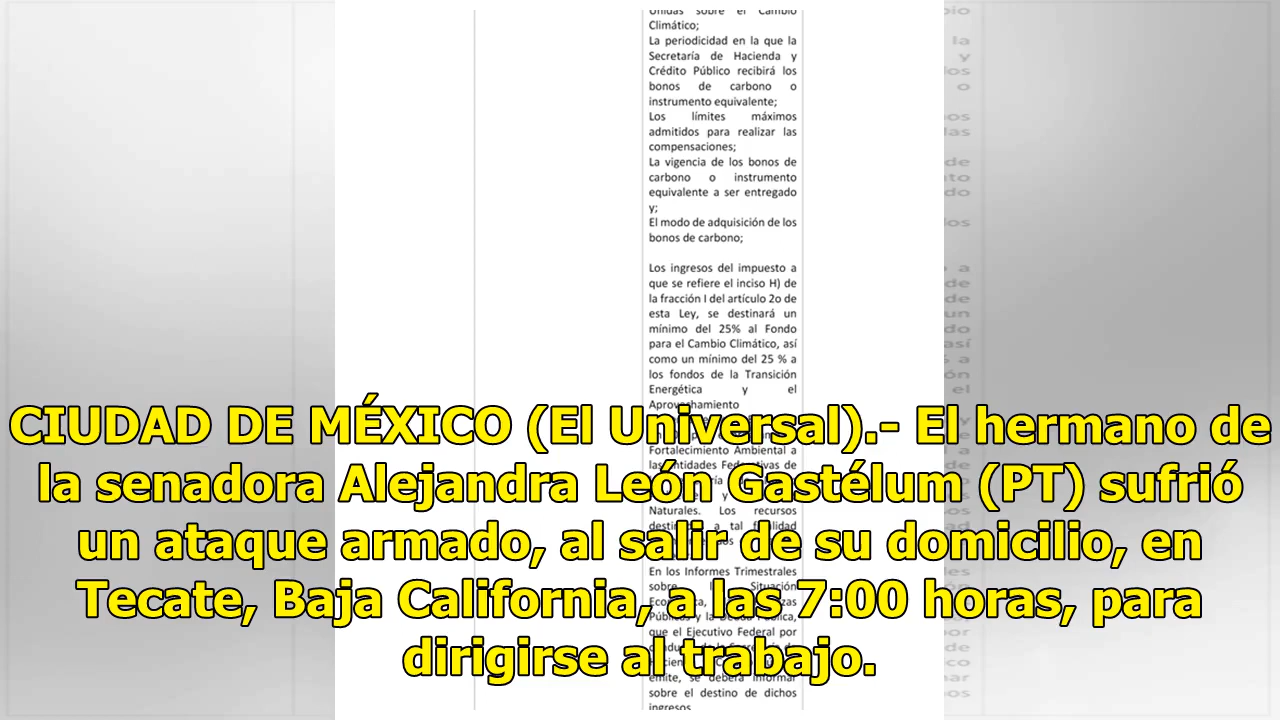 Unidas sobre el Cambio
Climático;
La periodicidad en la que la
Secretaría de Hacienda y
Crédito Público recibirá los
bonos de carbono o
instrumento equivalente;
Los límites máximos
admitidos para realizar las
compensaciones;
La vigencia de los bonos de
carbono o instrumento
equivalente a ser entregado
y;
El modo de adquisición de los
bonos de carbono;
Los ingresos del impuesto a
que se refiere el inciso H) de
la fracción I del artículo 2o de
esta Ley, se destinará un
mínimo del 25% al Fondo
para el Cambio Climático, así
como un mínimo del 25 % a
los fondos de la Transición
Energética y el
Aprovechamiento
CIUDAD DE MÉXICO (El Universal).- El hermano de
la senadora Alejandra León Gastélum (PT) sufrió
un ataque armado, al salir de su domicilio, en
Tecate, Baja California, a las 7:00 horas, para
dirigirse al trabajo.
Fortalecimiento Ambiental a
Naturales. Los recursos
En los Informes Trimestrales
que el Ejecutivo Federal por
emite, se deberá informar
sobre el destino de dichos
ingresos